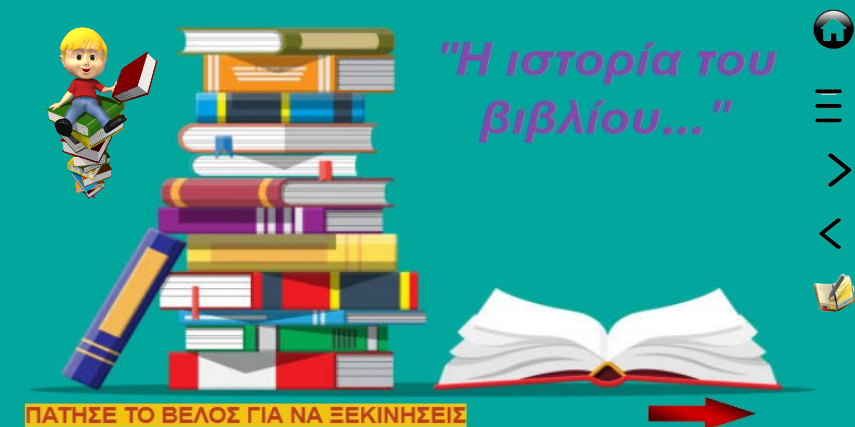 "Η ιστορία του
βιβλίου..."
ΠΑΤΗΣΕ ΤΟ ΒΕΛΟΣ ΓΙΑ ΝΑ ΞΕΚΙΝΗΣΕΙΣ